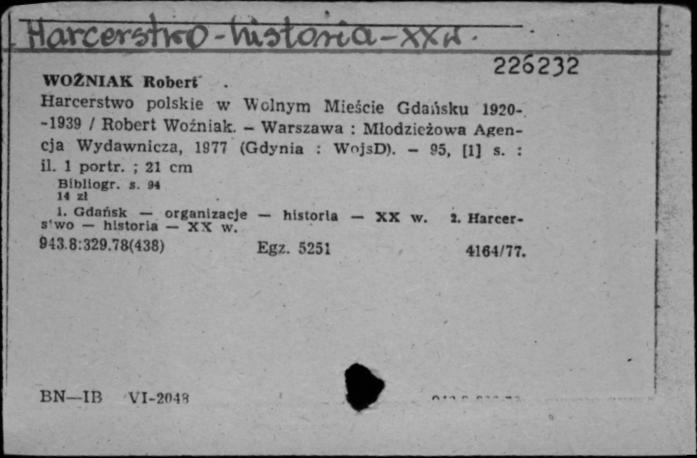 Harcerstwo - historia - XX w.
226232
WOŹNIAK Robert
Harcerstwo polskie w Wolnym Mieście Gdańsku 1920-
-1939 / Robert Woźniak. — Warszawa : Młodzieżowa Agen-
cja Wydawnicza, 1977 (Gdynia : WojsD). — 95, [1] s. :
il. 1 portr. ; 21 cm
Bibliogr. s. 94
14 zł
1. Gdańsk — organizacje — historia — XX w. 2. Harcer-
stwo — historia — XX w.
943.8:329.78(438) Egz. 5251 4164/77.
BN—IB VI-2048